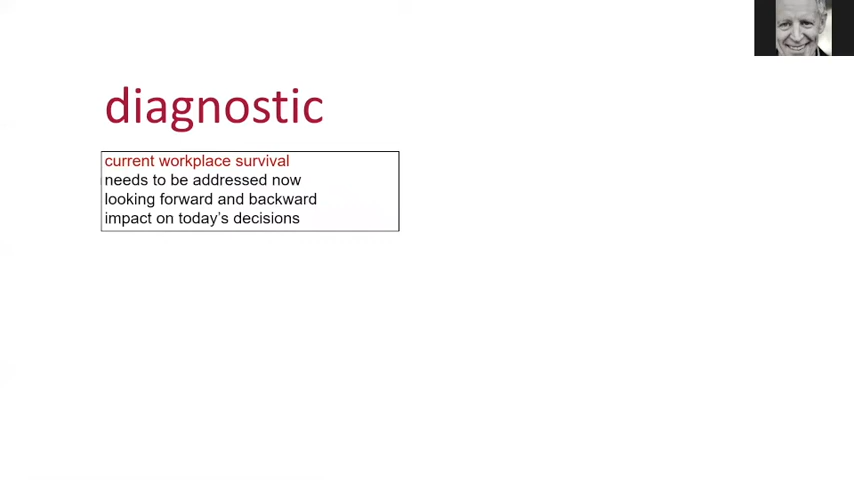 diagnostic
current workplace survival
needs to be addressed now
looking forward and backward
impact on today's decisions